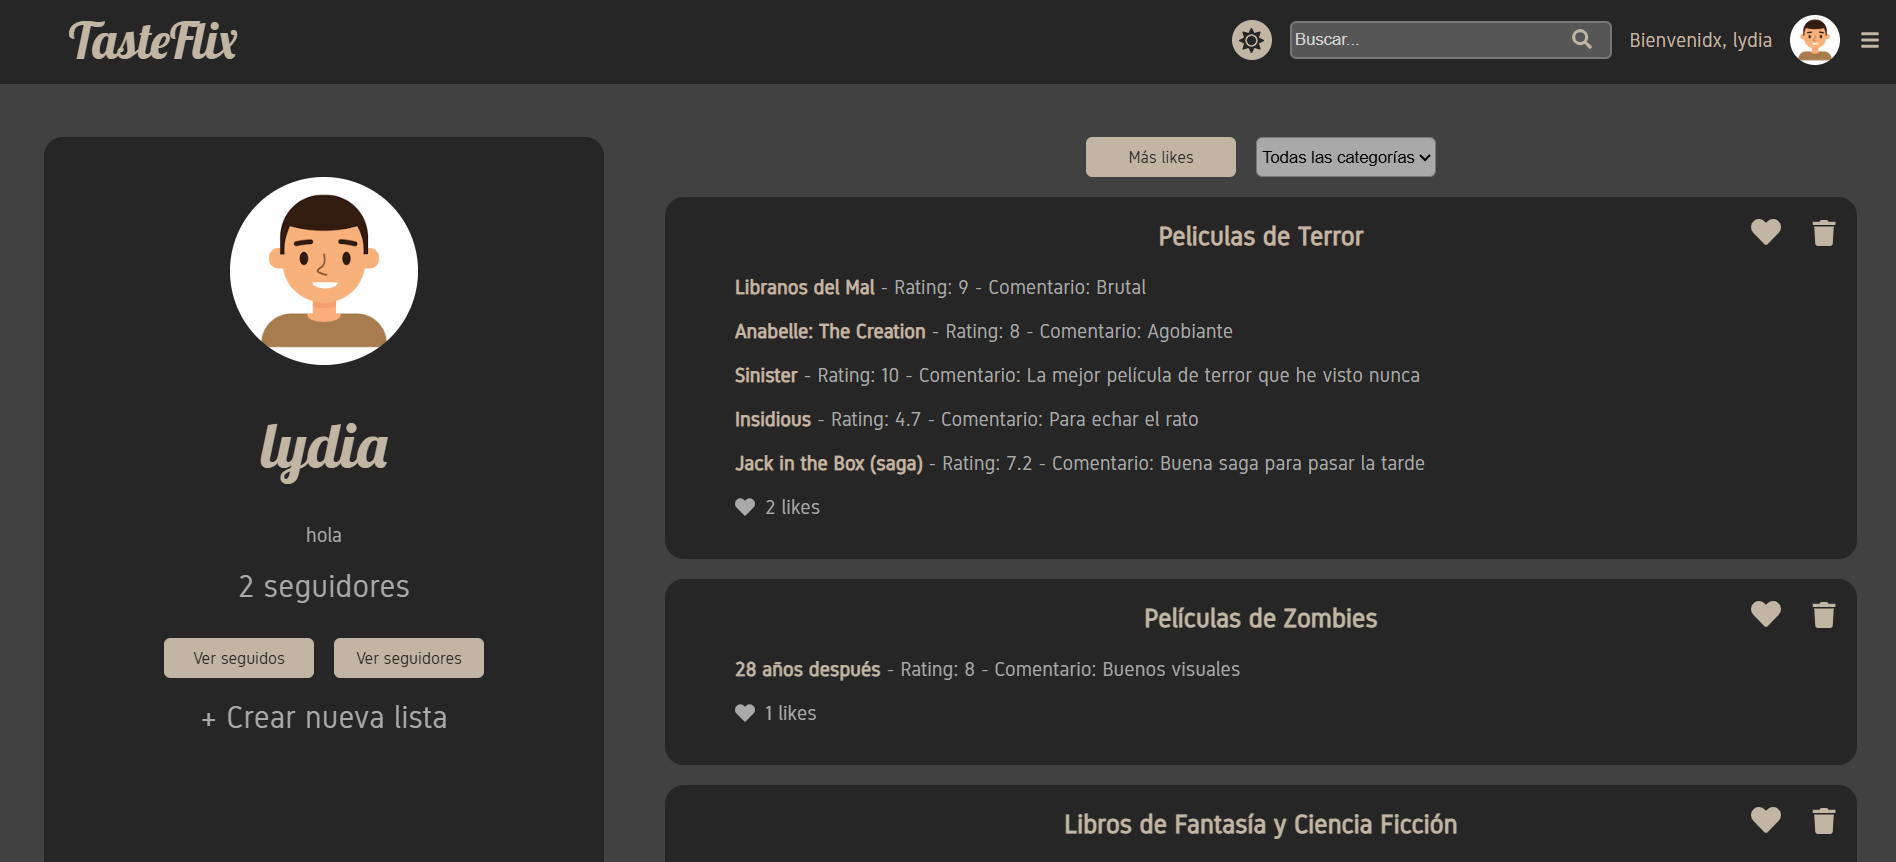 TasteFlix
Buscar...
Bienvenidx, lydia
lydia
hola
2 seguidores
Ver seguidos
Ver seguidores
+ Crear nueva lista
Más likes
Todas las categorías
Peliculas de Terror
Libranos del Mal - Rating: 9 - Comentario: Brutal
Anabelle: The Creation - Rating: 8 - Comentario: Agobiante
Sinister - Rating: 10 - Comentario: La mejor película de terror que he visto nunca
Insidious - Rating: 4.7 - Comentario: Para echar el rato
Jack in the Box (saga) - Rating: 7.2 - Comentario: Buena saga para pasar la tarde
2 likes
Películas de Zombies
28 años después - Rating: 8 - Comentario: Buenos visuales
1 likes
Libros de Fantasía y Ciencia Ficción